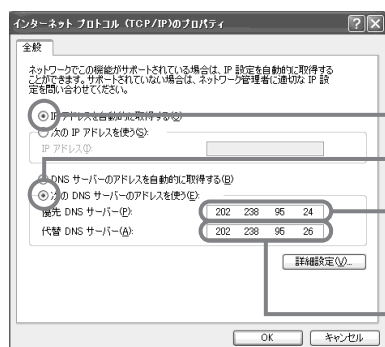 インターネット プロトコル (TCP/IP)のプロパティ
全般
ネットワークでこの機能がサポートされている場合は、IP 設定を自動的に取得する
ことができます。サポートされていない場合は、ネットワーク管理者に適切な IP 設
定を問い合わせてください。
IP アドレスを自動的に取得する(O)
次の IP アドレスを使う(S):
IP アドレス(I):
DNS サーバーのアドレスを自動的に取得する(B)
次の DNS サーバーのアドレスを使う(E):
優先 DNS サーバー(P): 202 238 95 24
代替 DNS サーバー(A): 202 238 95 26
詳細設定(V)...
OK キャンセル